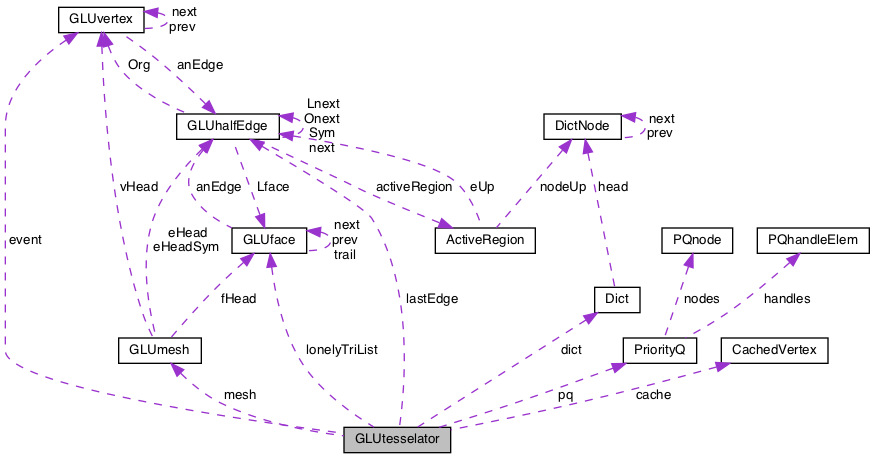 GLUvertex
next
prev
Org
anEdge
Lnext
Onext
Sym
next
GLUhalfEdge
DictNode
next
prev
vHead
anEdge
Lface
activeRegion
eUp
nodeUp
head
event
eHead
eHeadSym
GLUface
next
prev
trail
ActiveRegion
PQnode
PQhandleElem
fHead
lastEdge
Dict
nodes
handles
GLUmesh
lonelyTriList
dict
PriorityQ
CachedVertex
mesh
pq
cache
GLUtesselator